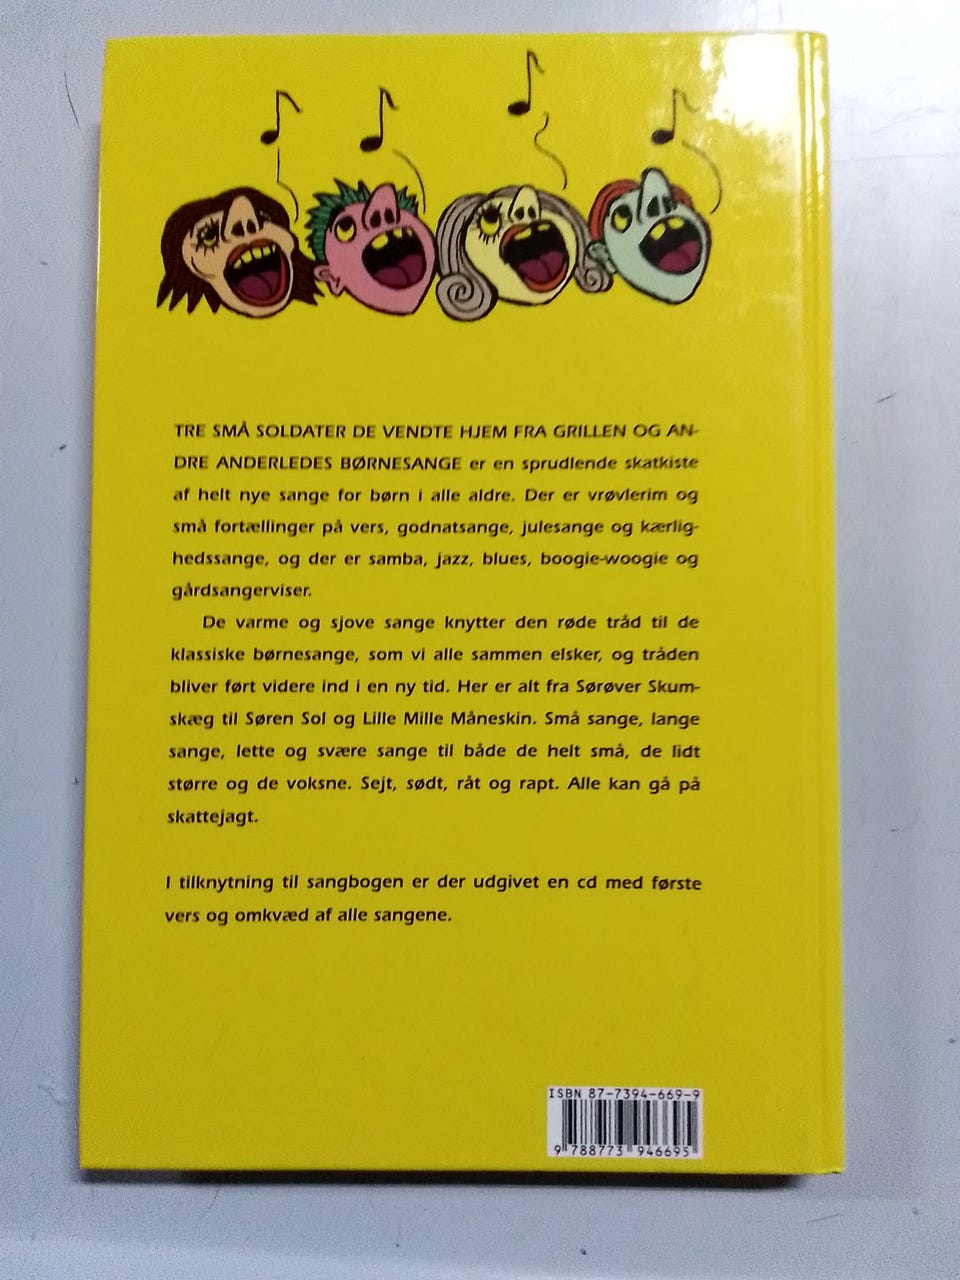 TRE SMÅ SOLDATER DE VENDTE HJEM FRA GRILLEN OG AN-
DRE ANDERLEDES BØRNESANGE er en sprudlende skatkiste
af helt nye sange for børn i alle aldre. Der er vrøvlerim og
små fortællinger på vers, godnatsange, julesange og kærlig-
hedssange, og der er samba, jazz, blues, boogie-woogie og
gårdsangerviser.
De varme og sjove sange knytter den røde tråd til de
klassiske børnesange, som vi alle sammen elsker, og tråden
bliver ført videre ind i en ny tid. Her er alt fra Sørøver Skum-
skæg til Søren Sol og Lille Mille Måneskin. Små sange, lange
sange, lette og svære sange til både de helt små, de lidt
større og de voksne. Sejt, sødt, råt og rapt. Alle kan gå på
skattejagt.
I tilknytning til sangbogen er der udgivet en cd med første
vers og omkvæd af alle sangene.
ISBN 87-7394-669-9
9 788773 946695